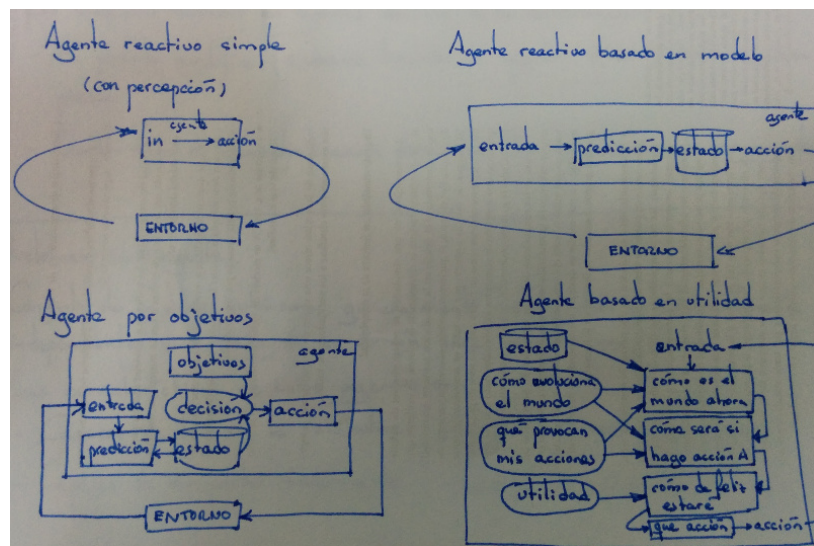 Agente reactivo simple
(con percepción)
agente
in → acción
ENTORNO
Agente reactivo basado en modelo
agente
entrada → predicción → estado → acción
ENTORNO
Agente por objetivos
agente
objetivos
entrada
decisión → acción
predicción
estado
ENTORNO
Agente basado en utilidad
estado
entrada
cómo evoluciona
el mundo
cómo es el
mundo ahora
qué provocan
mis acciones
cómo será si
hago acción A
utilidad
cómo de feliz
estaré
que acción → acción